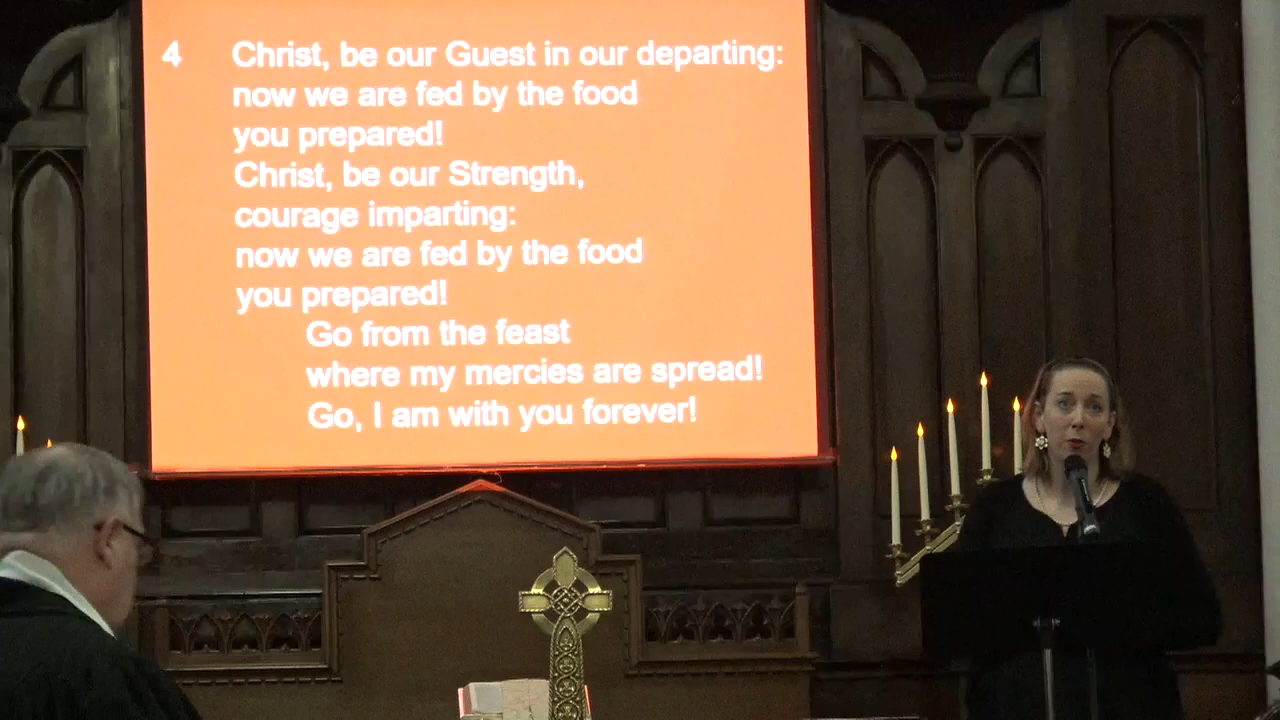 4 Christ, be our Guest in our departing:
now we are fed by the food
you prepared!
Christ, be our Strength,
courage imparting:
now we are fed by the food
you prepared!
Go from the feast
where my mercies are spread!
Go, I am with you forever!